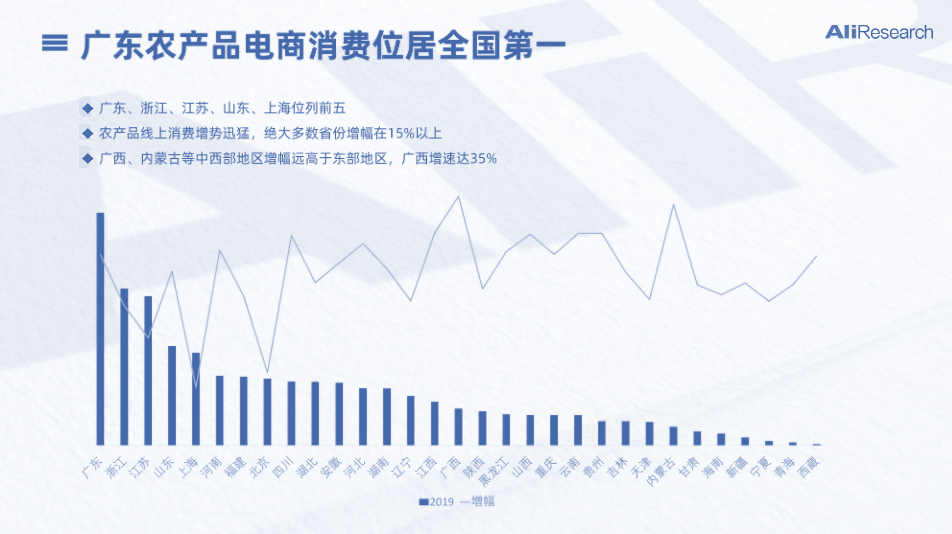 广东农产品电商消费位居全国第一
AliResearch
◆ 广东、浙江、江苏、山东、上海位列前五
◆ 农产品线上消费增势迅猛，绝大多数省份增幅在15%以上
◆ 广西、内蒙古等中西部地区增幅远高于东部地区，广西增速达35%
广东
浙江
江苏
山东
上海
河南
福建
北京
四川
湖北
安徽
河北
湖南
辽宁
江西
广西
陕西
黑龙江
山西
重庆
云南
贵州
吉林
天津
内蒙古
甘肃
海南
新疆
宁夏
青海
西藏
2019 增幅